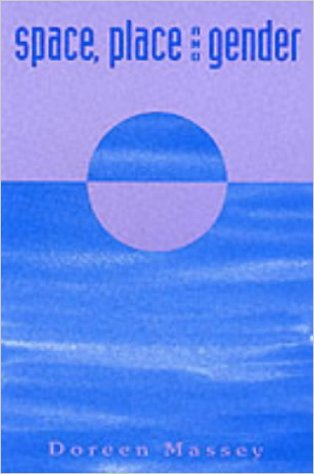 space, place and gender
Doreen Massey